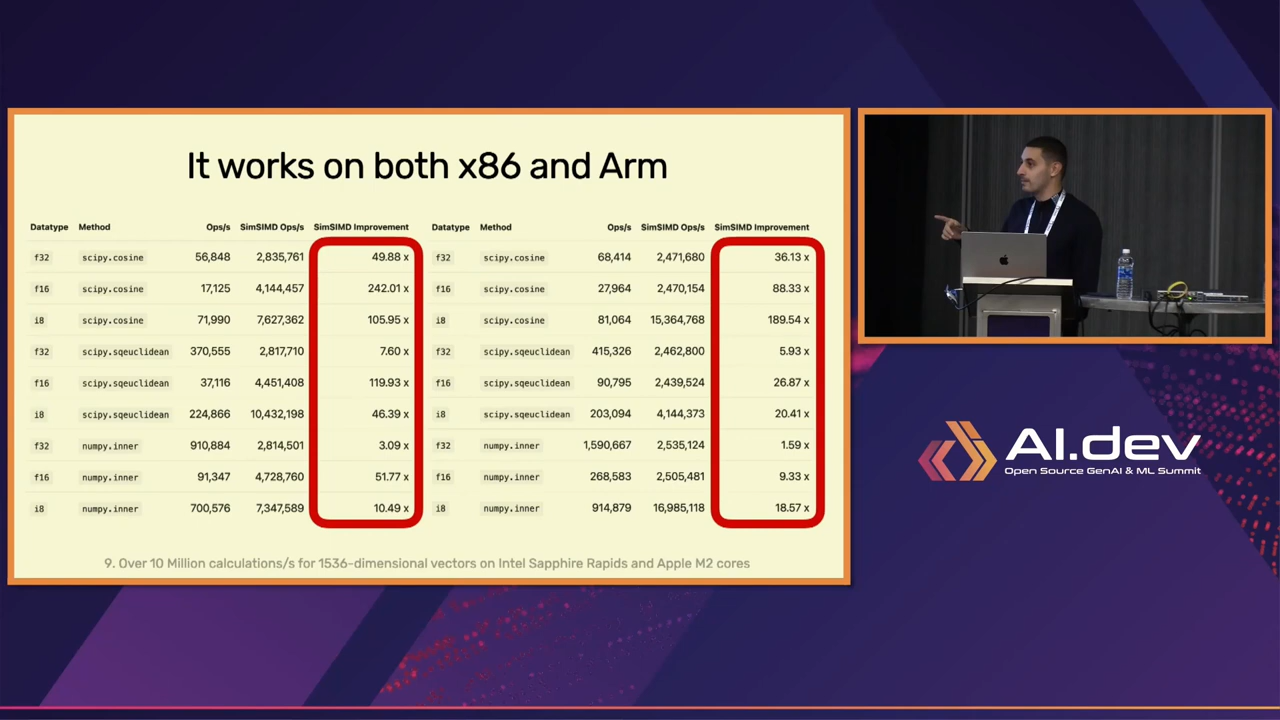 It works on both x86 and Arm
Datatype Method Ops/s SimSIMD Ops/s SimSIMD Improvement
f32 scipy.cosine 56,848 2,835,761 49.88 x
f16 scipy.cosine 17,125 4,144,457 242.01 x
i8 scipy.cosine 71,990 7,627,362 105.95 x
f32 scipy.sqeuclidean 370,555 2,817,710 7.60 x
f16 scipy.sqeuclidean 37,116 4,451,408 119.93 x
i8 scipy.sqeuclidean 224,866 10,432,198 46.39 x
f32 numpy.inner 910,884 2,814,501 3.09 x
f16 numpy.inner 91,347 4,728,760 51.77 x
i8 numpy.inner 700,576 7,347,589 10.49 x
Datatype Method Ops/s SimSIMD Ops/s SimSIMD Improvement
f32 scipy.cosine 68,414 2,471,680 36.13 x
f16 scipy.cosine 27,964 2,470,154 88.33 x
i8 scipy.cosine 81,064 15,364,768 189.54 x
f32 scipy.sqeuclidean 415,326 2,462,800 5.93 x
f16 scipy.sqeuclidean 90,795 2,439,524 26.87 x
i8 scipy.sqeuclidean 203,094 4,144,373 20.41 x
f32 numpy.inner 1,590,667 2,535,124 1.59 x
f16 numpy.inner 268,583 2,505,481 9.33 x
i8 numpy.inner 914,879 16,985,118 18.57 x
9. Over 10 Million calculations/s for 1536-dimensional vectors on Intel Sapphire Rapids and Apple M2 cores
AI.dev
Open Source GenAI & ML Summit